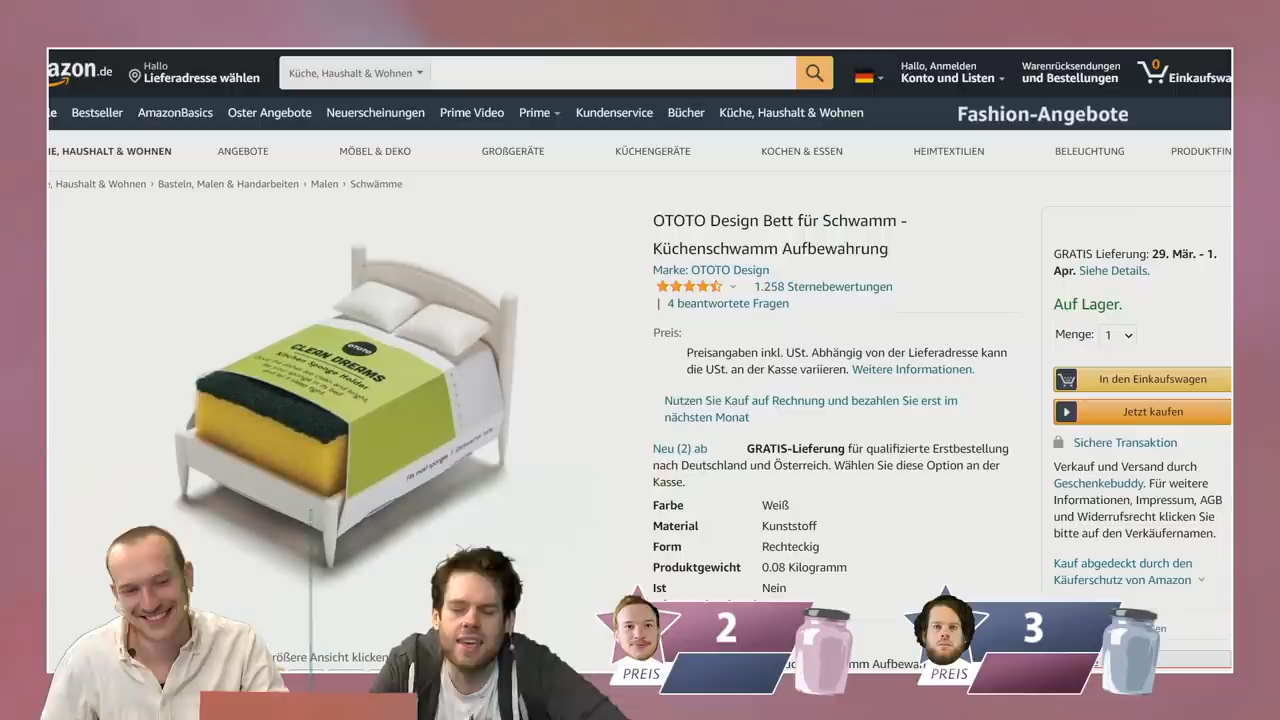 azon.de
Hallo
Lieferadresse wählen
Küche, Haushalt & Wohnen
Hallo, Anmelden
Konto und Listen
Warenrücksendungen
und Bestellungen
0
Einkaufswa
le
Bestseller
AmazonBasics
Oster Angebote
Neuerscheinungen
Prime Video
Prime
Kundenservice
Bücher
Küche, Haushalt & Wohnen
Fashion-Angebote
IE, HAUSHALT & WOHNEN
ANGEBOTE
MÖBEL & DEKO
GROẞGERÄTE
KÜCHENGERÄTE
KOCHEN & ESSEN
HEIMTEXTILIEN
BELEUCHTUNG
PRODUKTFIN
, Haushalt & Wohnen › Basteln, Malen & Handarbeiten › Malen › Schwämme
OTOTO
CLEAN DREAMS
Kitchen Sponge Holder
OTOTO Design Bett für Schwamm -
Küchenschwamm Aufbewahrung
Marke: OTOTO Design
1.258 Sternebewertungen
| 4 beantwortete Fragen
Preis:
Preisangaben inkl. USt. Abhängig von der Lieferadresse kann
die USt. an der Kasse variieren. Weitere Informationen.
Nutzen Sie Kauf auf Rechnung und bezahlen Sie erst im
nächsten Monat
Neu (2) ab GRATIS-Lieferung für qualifizierte Erstbestellung
nach Deutschland und Österreich. Wählen Sie diese Option an der
Kasse.
Farbe Weiß
Material Kunststoff
Form Rechteckig
Produktgewicht 0.08 Kilogramm
Ist Nein
GRATIS Lieferung: 29. Mär. - 1.
Apr. Siehe Details.
Auf Lager.
Menge: 1
In den Einkaufswagen
Jetzt kaufen
Sichere Transaktion
Verkauf und Versand durch
Geschenkebuddy. Für weitere
Informationen, Impressum, AGB
und Widerrufsrecht klicken Sie
bitte auf den Verkäufernamen.
Kauf abgedeckt durch den
Käuferschutz von Amazon
en
rößere Ansicht klicken
mm Aufbewah
2
PREIS
3
PREIS